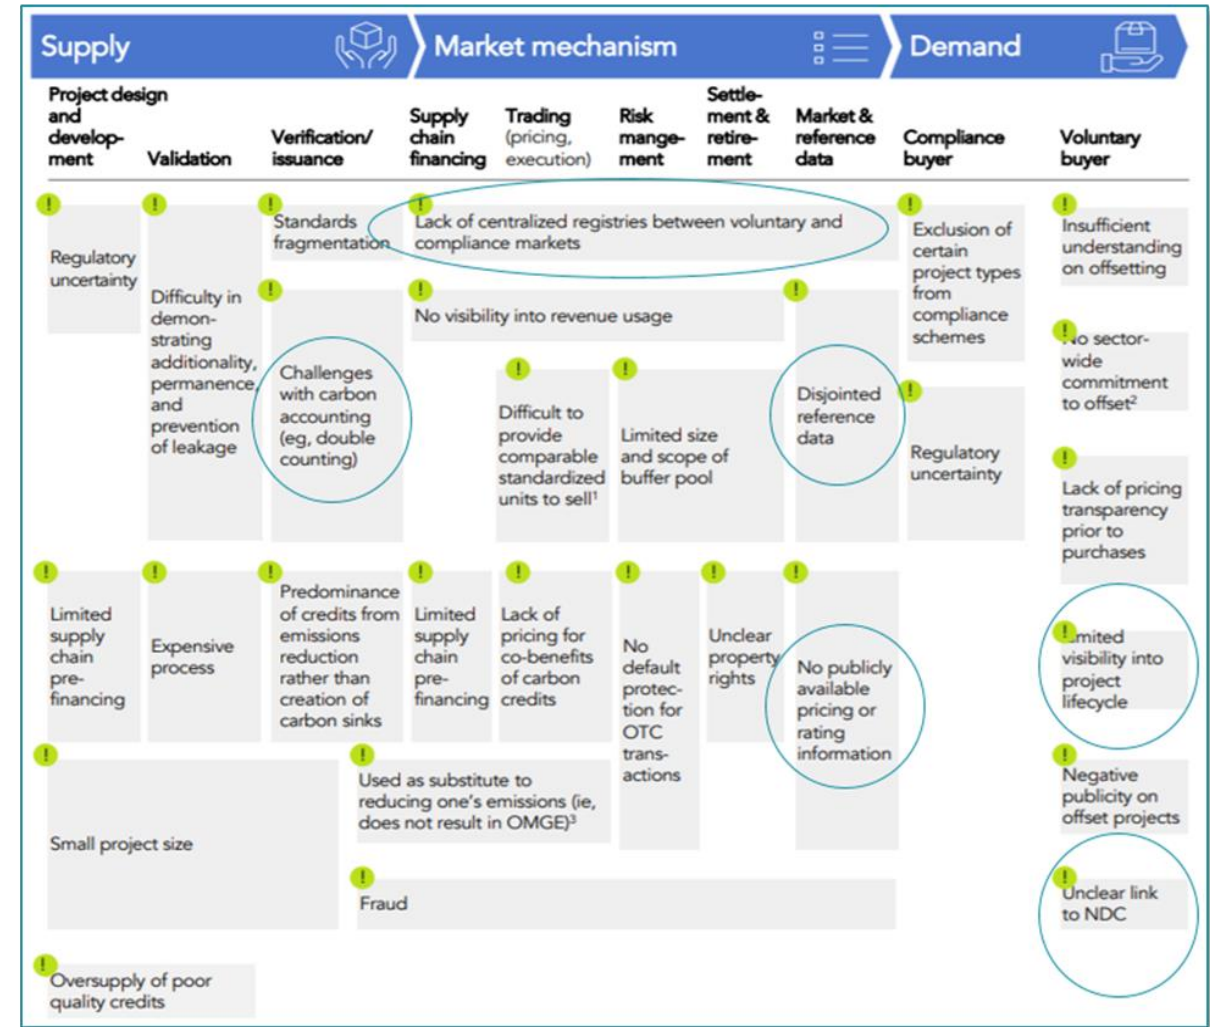 Supply
Market mechanism
Demand
Project design
and
develop-
ment
Validation
Verification/
issuance
Supply
chain
financing
Trading
(pricing,
execution)
Risk
mange-
ment
Settle-
ment &
retire-
ment
Market &
reference
data
Compliance
buyer
Voluntary
buyer
!
Regulatory
uncertainty
!
Difficulty in
demon-
strating
additionality,
permanence,
and
prevention
of leakage
!
Standards
fragmentation
!
Lack of centralized registries between voluntary and
compliance markets
!
Exclusion of
certain
project types
from
compliance
schemes
!
Insufficient
understanding
on offsetting
!
Challenges
with carbon
accounting
(eg, double
counting)
!
No visibility into revenue usage
!
Difficult to
provide
comparable
standardized
units to sell¹
!
Limited size
and scope of
buffer pool
!
Disjointed
reference
data
!
Regulatory
uncertainty
!
No sector-
wide
commitment
to offset²
!
Lack of pricing
transparency
prior to
purchases
!
Limited
supply
chain
pre-
financing
!
Expensive
process
!
Predominance
of credits from
emissions
reduction
rather than
creation of
carbon sinks
!
Limited
supply
chain
pre-
financing
!
Lack of
pricing for
co-benefits
of carbon
credits
!
No
default
protec-
tion for
OTC
trans-
actions
!
Unclear
property
rights
!
No publicly
available
pricing or
rating
information
!
Limited
visibility into
project
lifecycle
!
Small project size
!
Used as substitute to
reducing one's emissions (ie,
does not result in OMGE)³
!
Negative
publicity on
offset projects
!
Fraud
!
Unclear link
to NDC
!
Oversupply of poor
quality credits